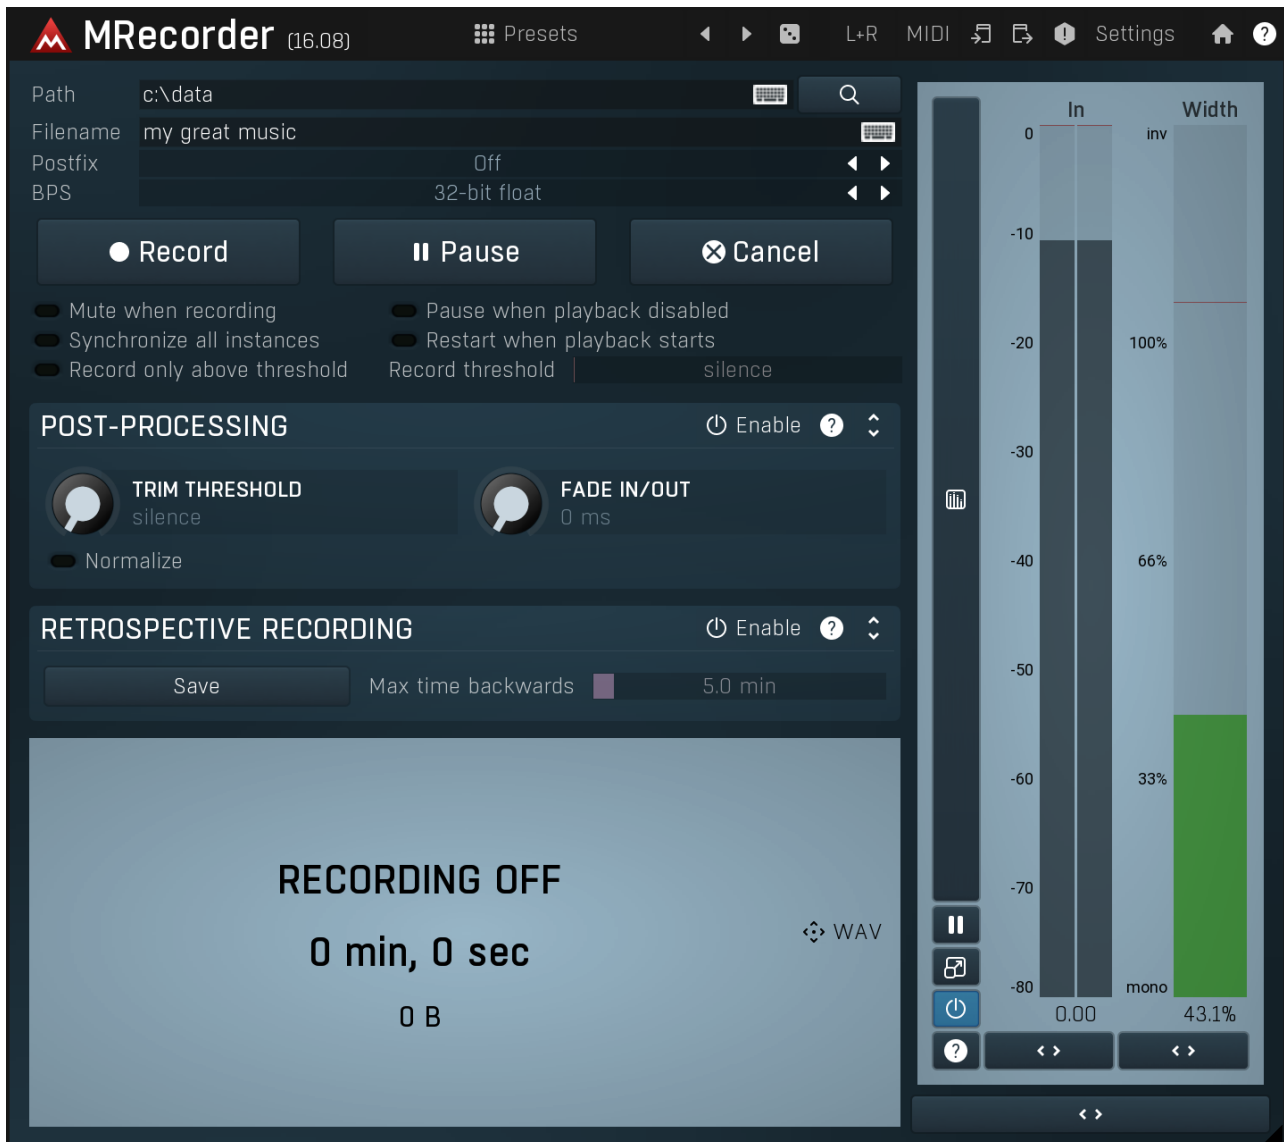 MRecorder (16.08) Presets L+R MIDI Settings ?
Path c:\data
Filename my great music
Postfix Off
BPS 32-bit float
Record Pause Cancel
Mute when recording Pause when playback disabled
Synchronize all instances Restart when playback starts
Record only above threshold Record threshold silence
POST-PROCESSING Enable ?
TRIM THRESHOLD FADE IN/OUT
silence 0 ms
Normalize
RETROSPECTIVE RECORDING Enable ?
Save Max time backwards 5.0 min
RECORDING OFF
0 min, 0 sec
WAV
0 B
In Width
0 inv
-10
-20 100%
-30
-40 66%
-50
-60 33%
-70
-80 mono
0.00 43.1%
?